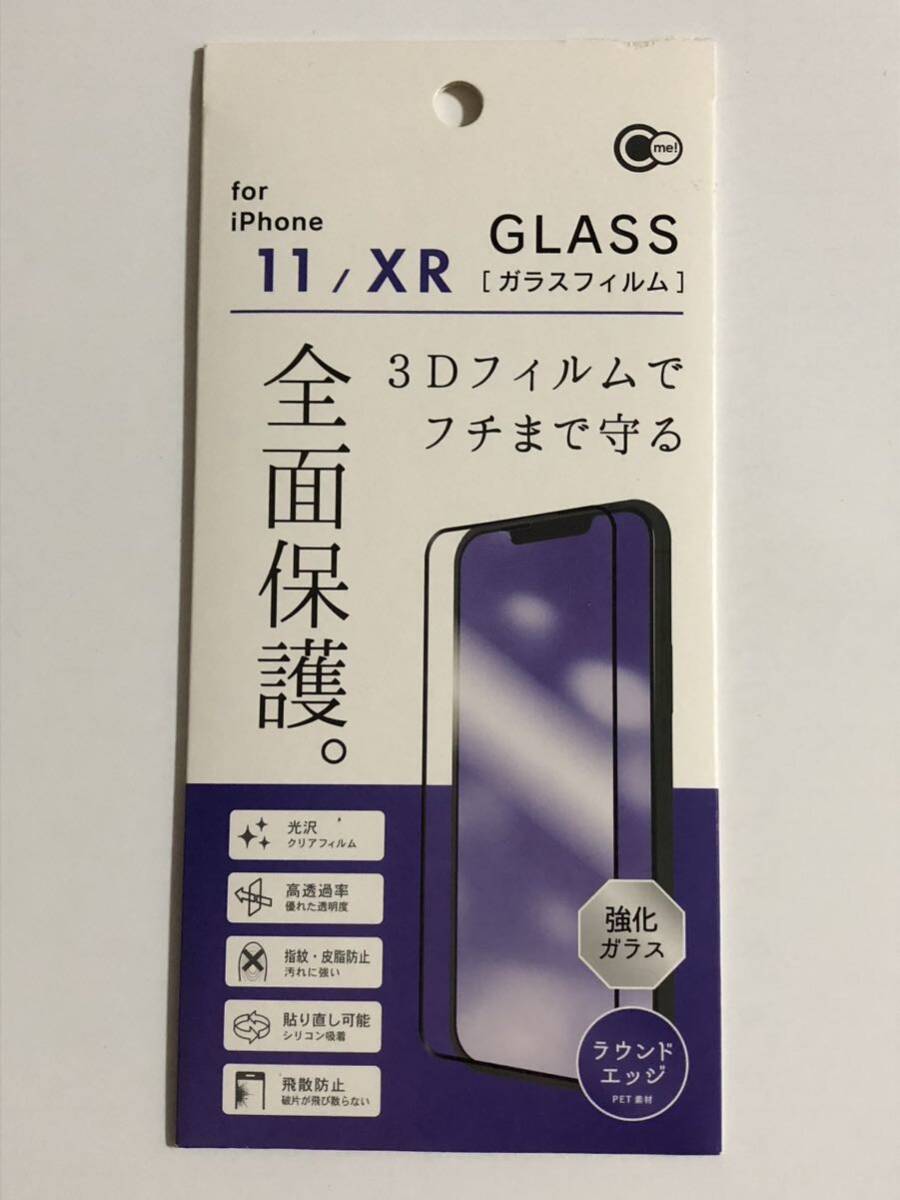 me!
for
iPhone
11 / XR
GLASS
[ガラスフィルム]
全面保護。
3Dフィルムで
フチまで守る
光沢
クリアフィルム
高透過率
優れた透明度
指紋・皮脂防止
汚れに強い
貼り直し可能
シリコン吸着
飛散防止
破片が飛び散らない
強化
ガラス
ラウンド
エッジ
PET素材